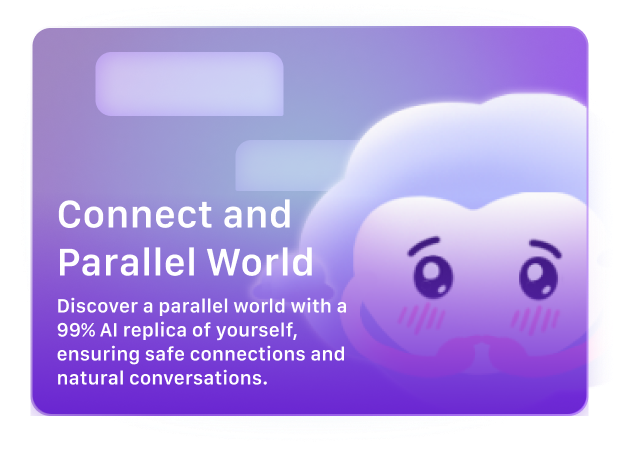 Connect and
Parallel World
Discover a parallel world with a
99% AI replica of yourself,
ensuring safe connections and
natural conversations.